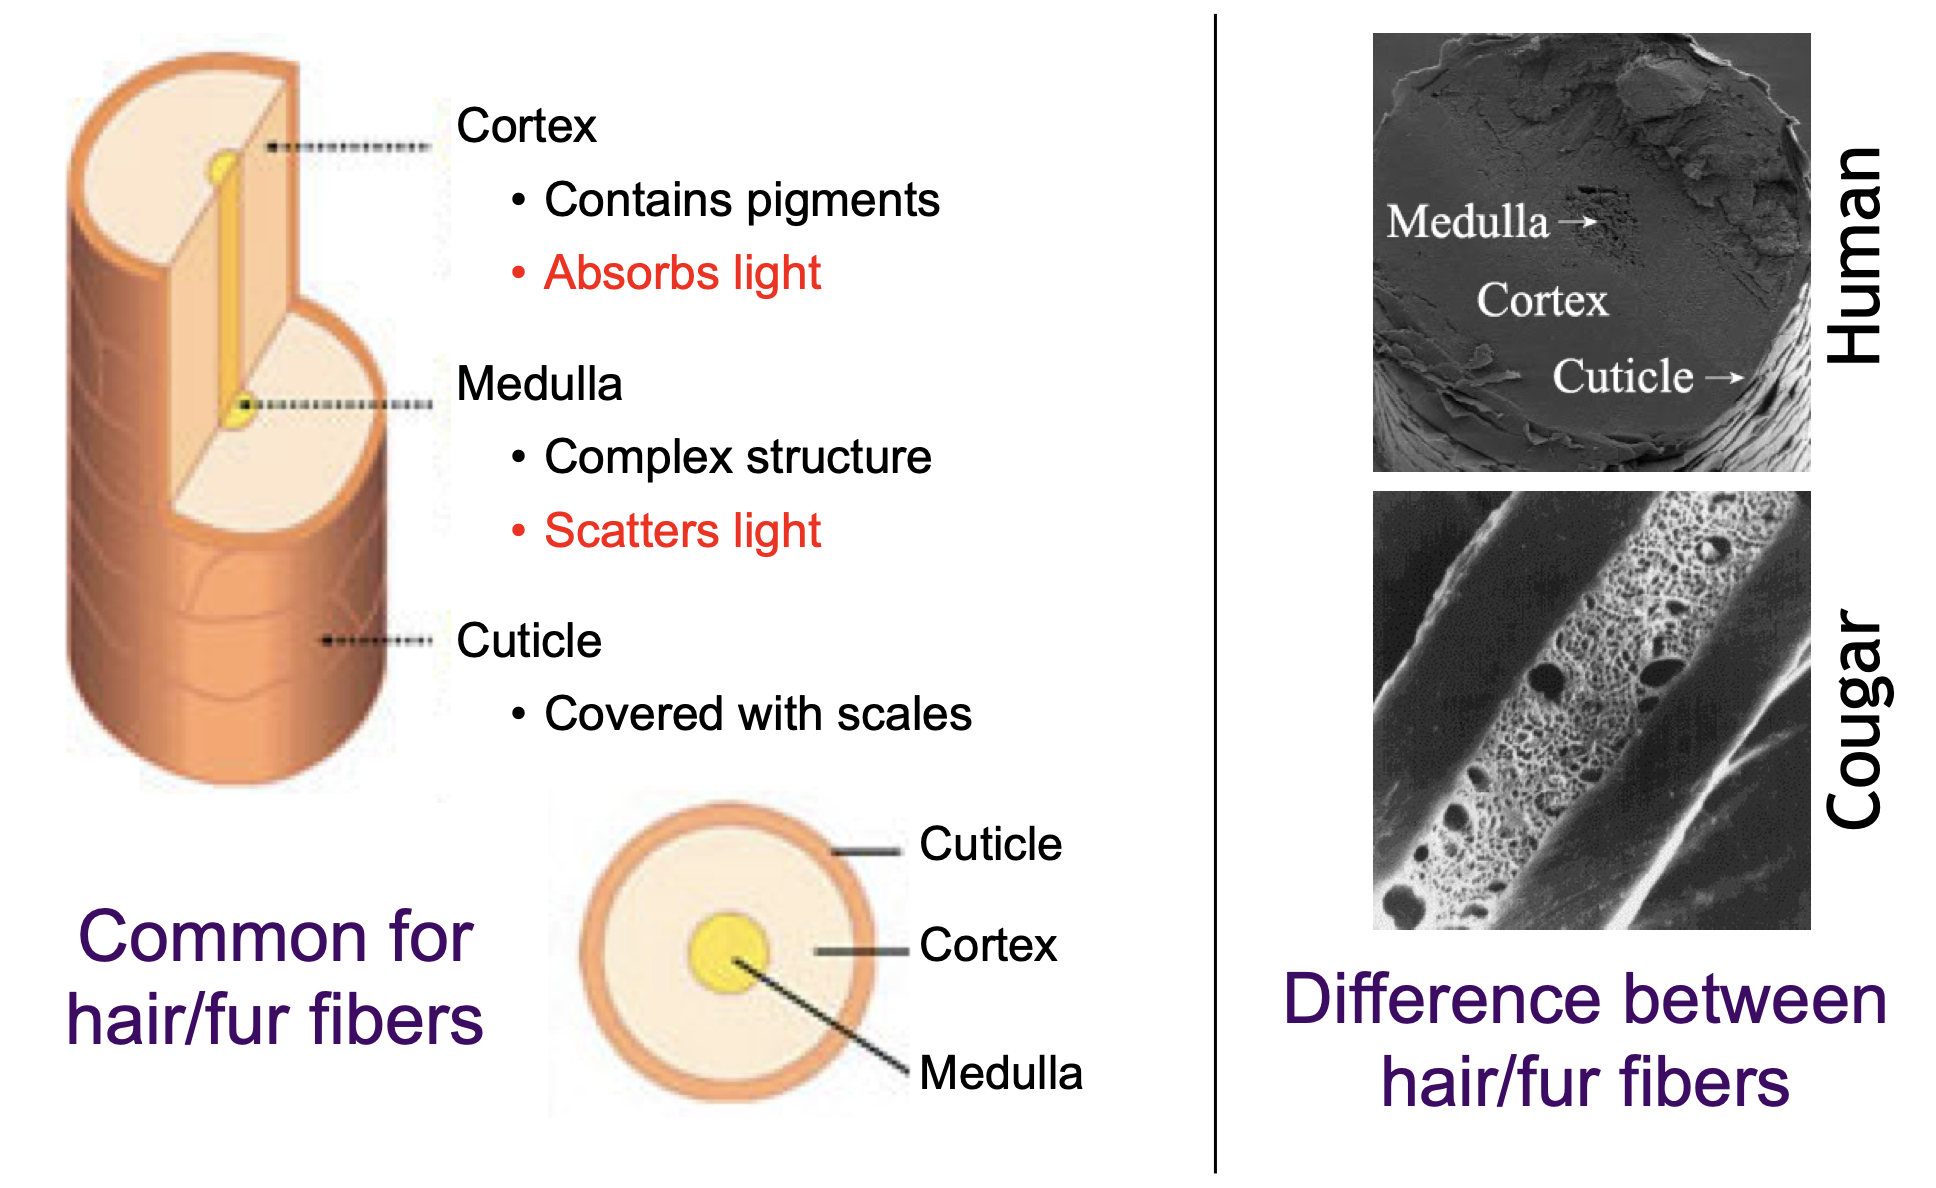 Cortex
• Contains pigments
• Absorbs light
Medulla
• Complex structure
• Scatters light
Cuticle
• Covered with scales
Cuticle
Cortex
Medulla
Common for
hair/fur fibers
Medulla
Cortex
Cuticle
Human
Cougar
Difference between
hair/fur fibers